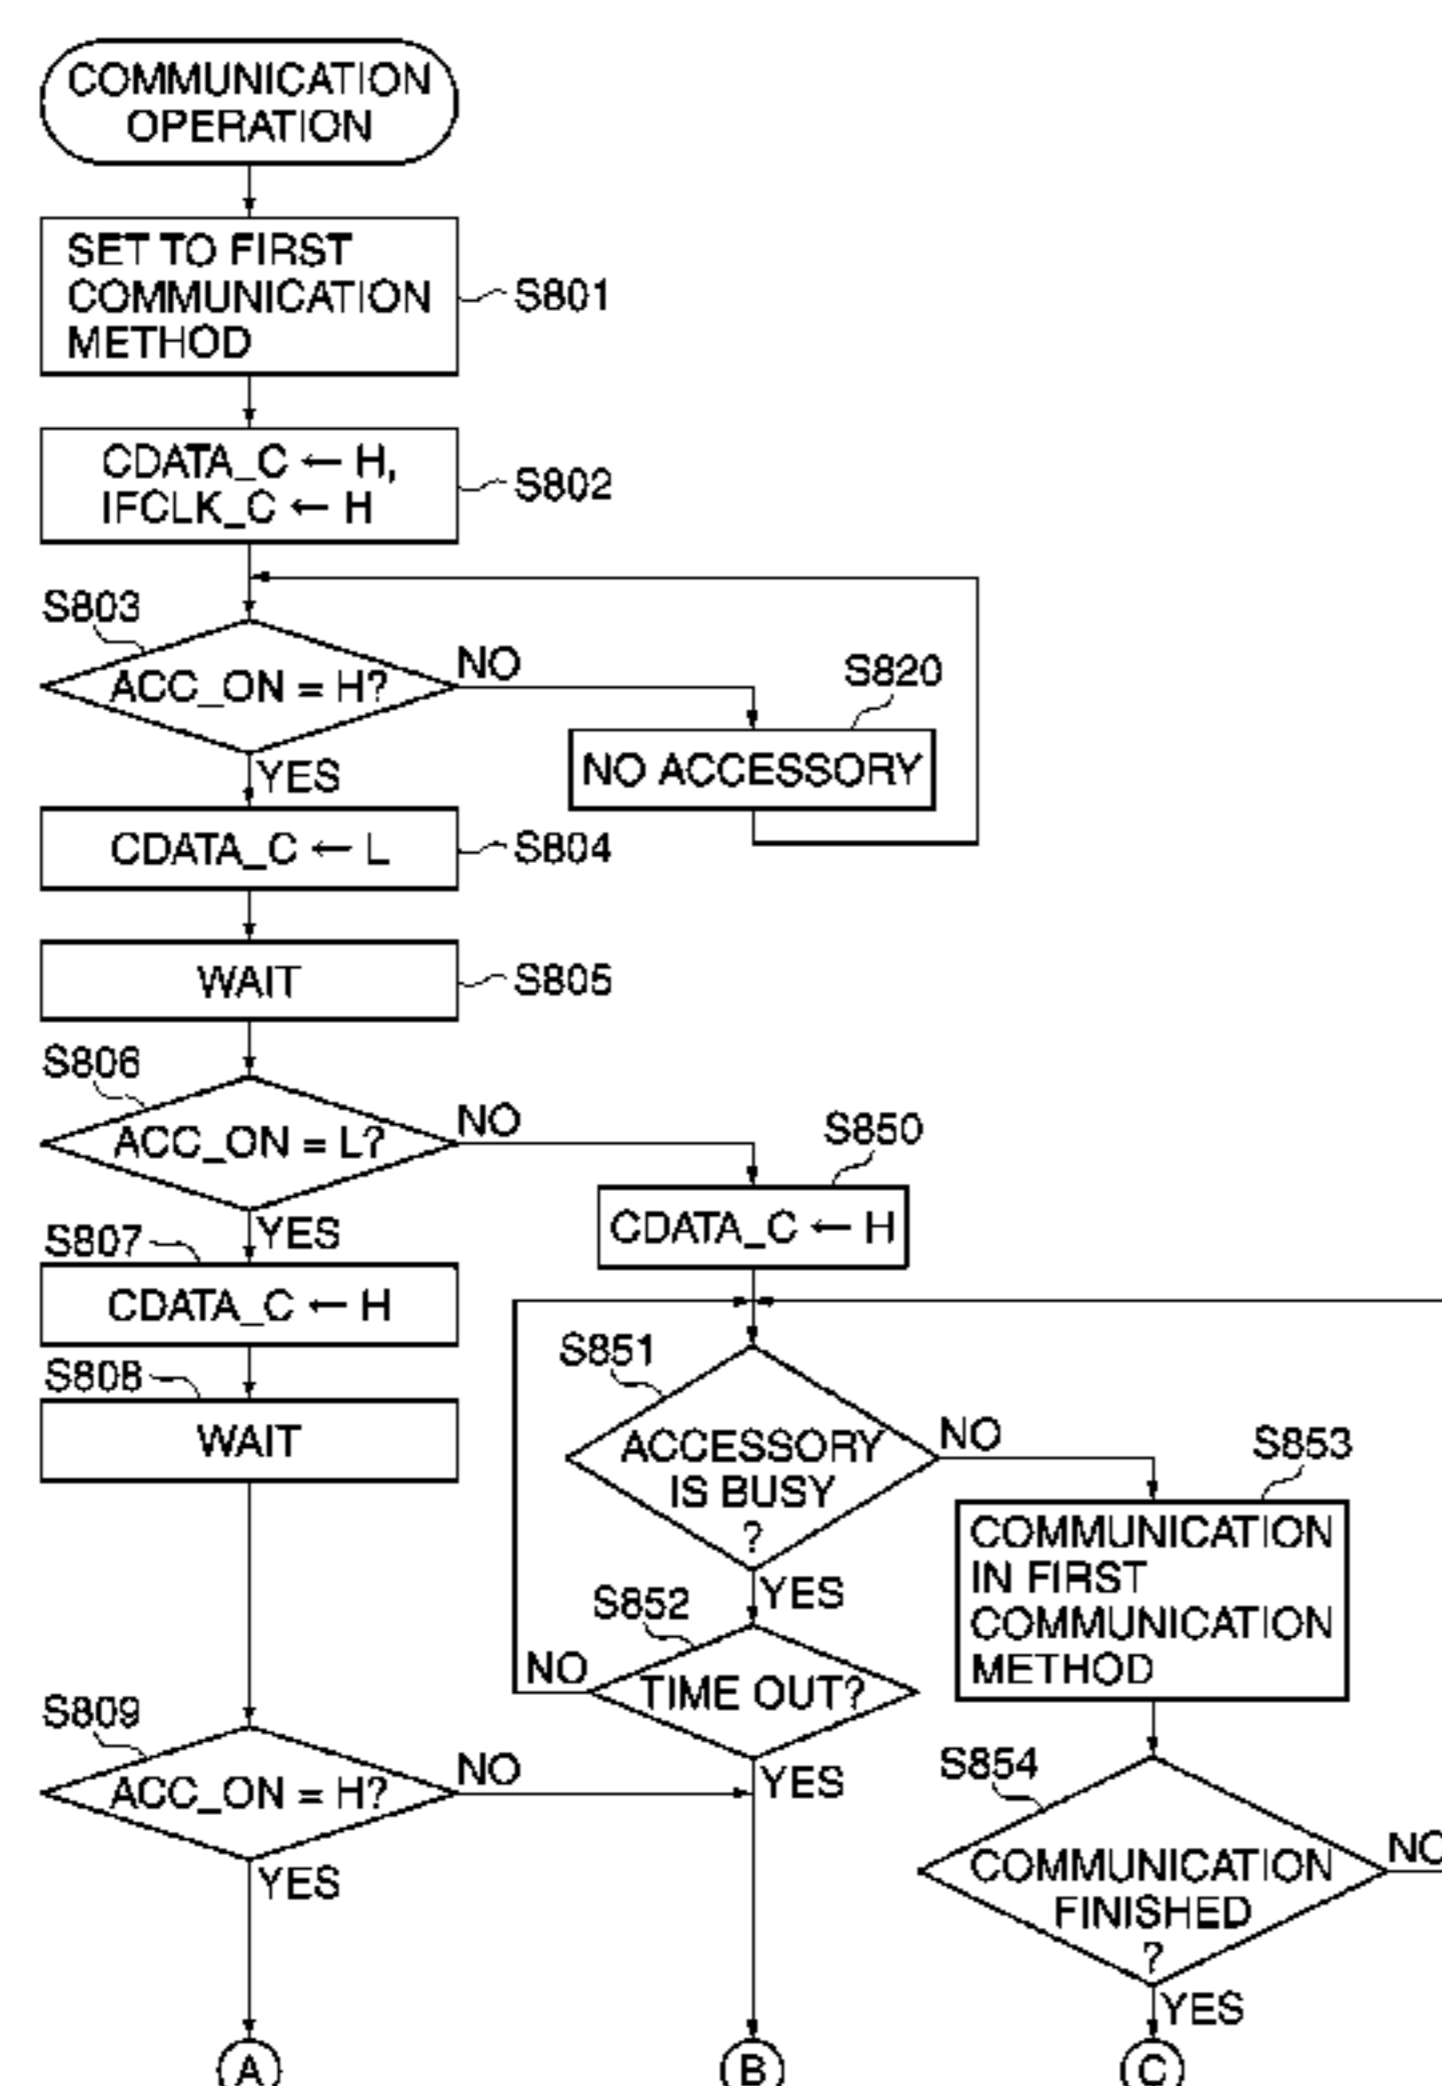 COMMUNICATION
OPERATION
SET TO FIRST
COMMUNICATION
METHOD
S801
CDATA_C ← H,
IFCLK_C ← H
S802
S803
ACC_ON = H?
NO
YES
S820
NO ACCESSORY
CDATA_C ← L
S804
WAIT
S805
S806
ACC_ON = L?
NO
YES
S850
CDATA_C ← H
S807
CDATA_C ← H
S808
WAIT
S851
ACCESSORY
IS BUSY
?
NO
YES
S853
COMMUNICATION
IN FIRST
COMMUNICATION
METHOD
S852
TIME OUT?
NO
YES
S809
ACC_ON = H?
NO
YES
S854
COMMUNICATION
FINISHED
?
NO
YES
A
B
C